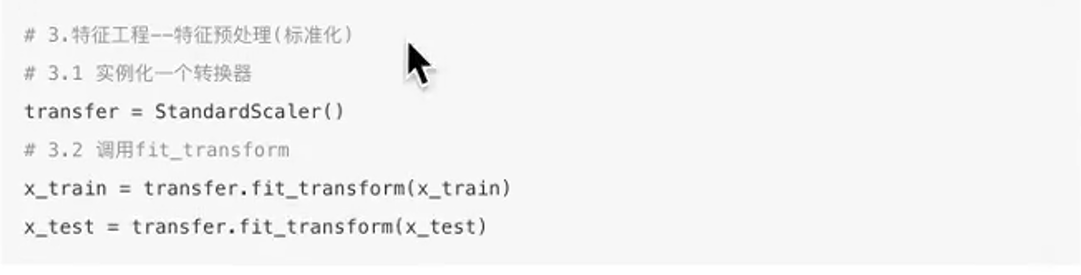 # 3.特征工程--特征预处理(标准化)
# 3.1 实例化一个转换器
transfer = StandardScaler()
# 3.2 调用fit_transform
x_train = transfer.fit_transform(x_train)
x_test = transfer.fit_transform(x_test)